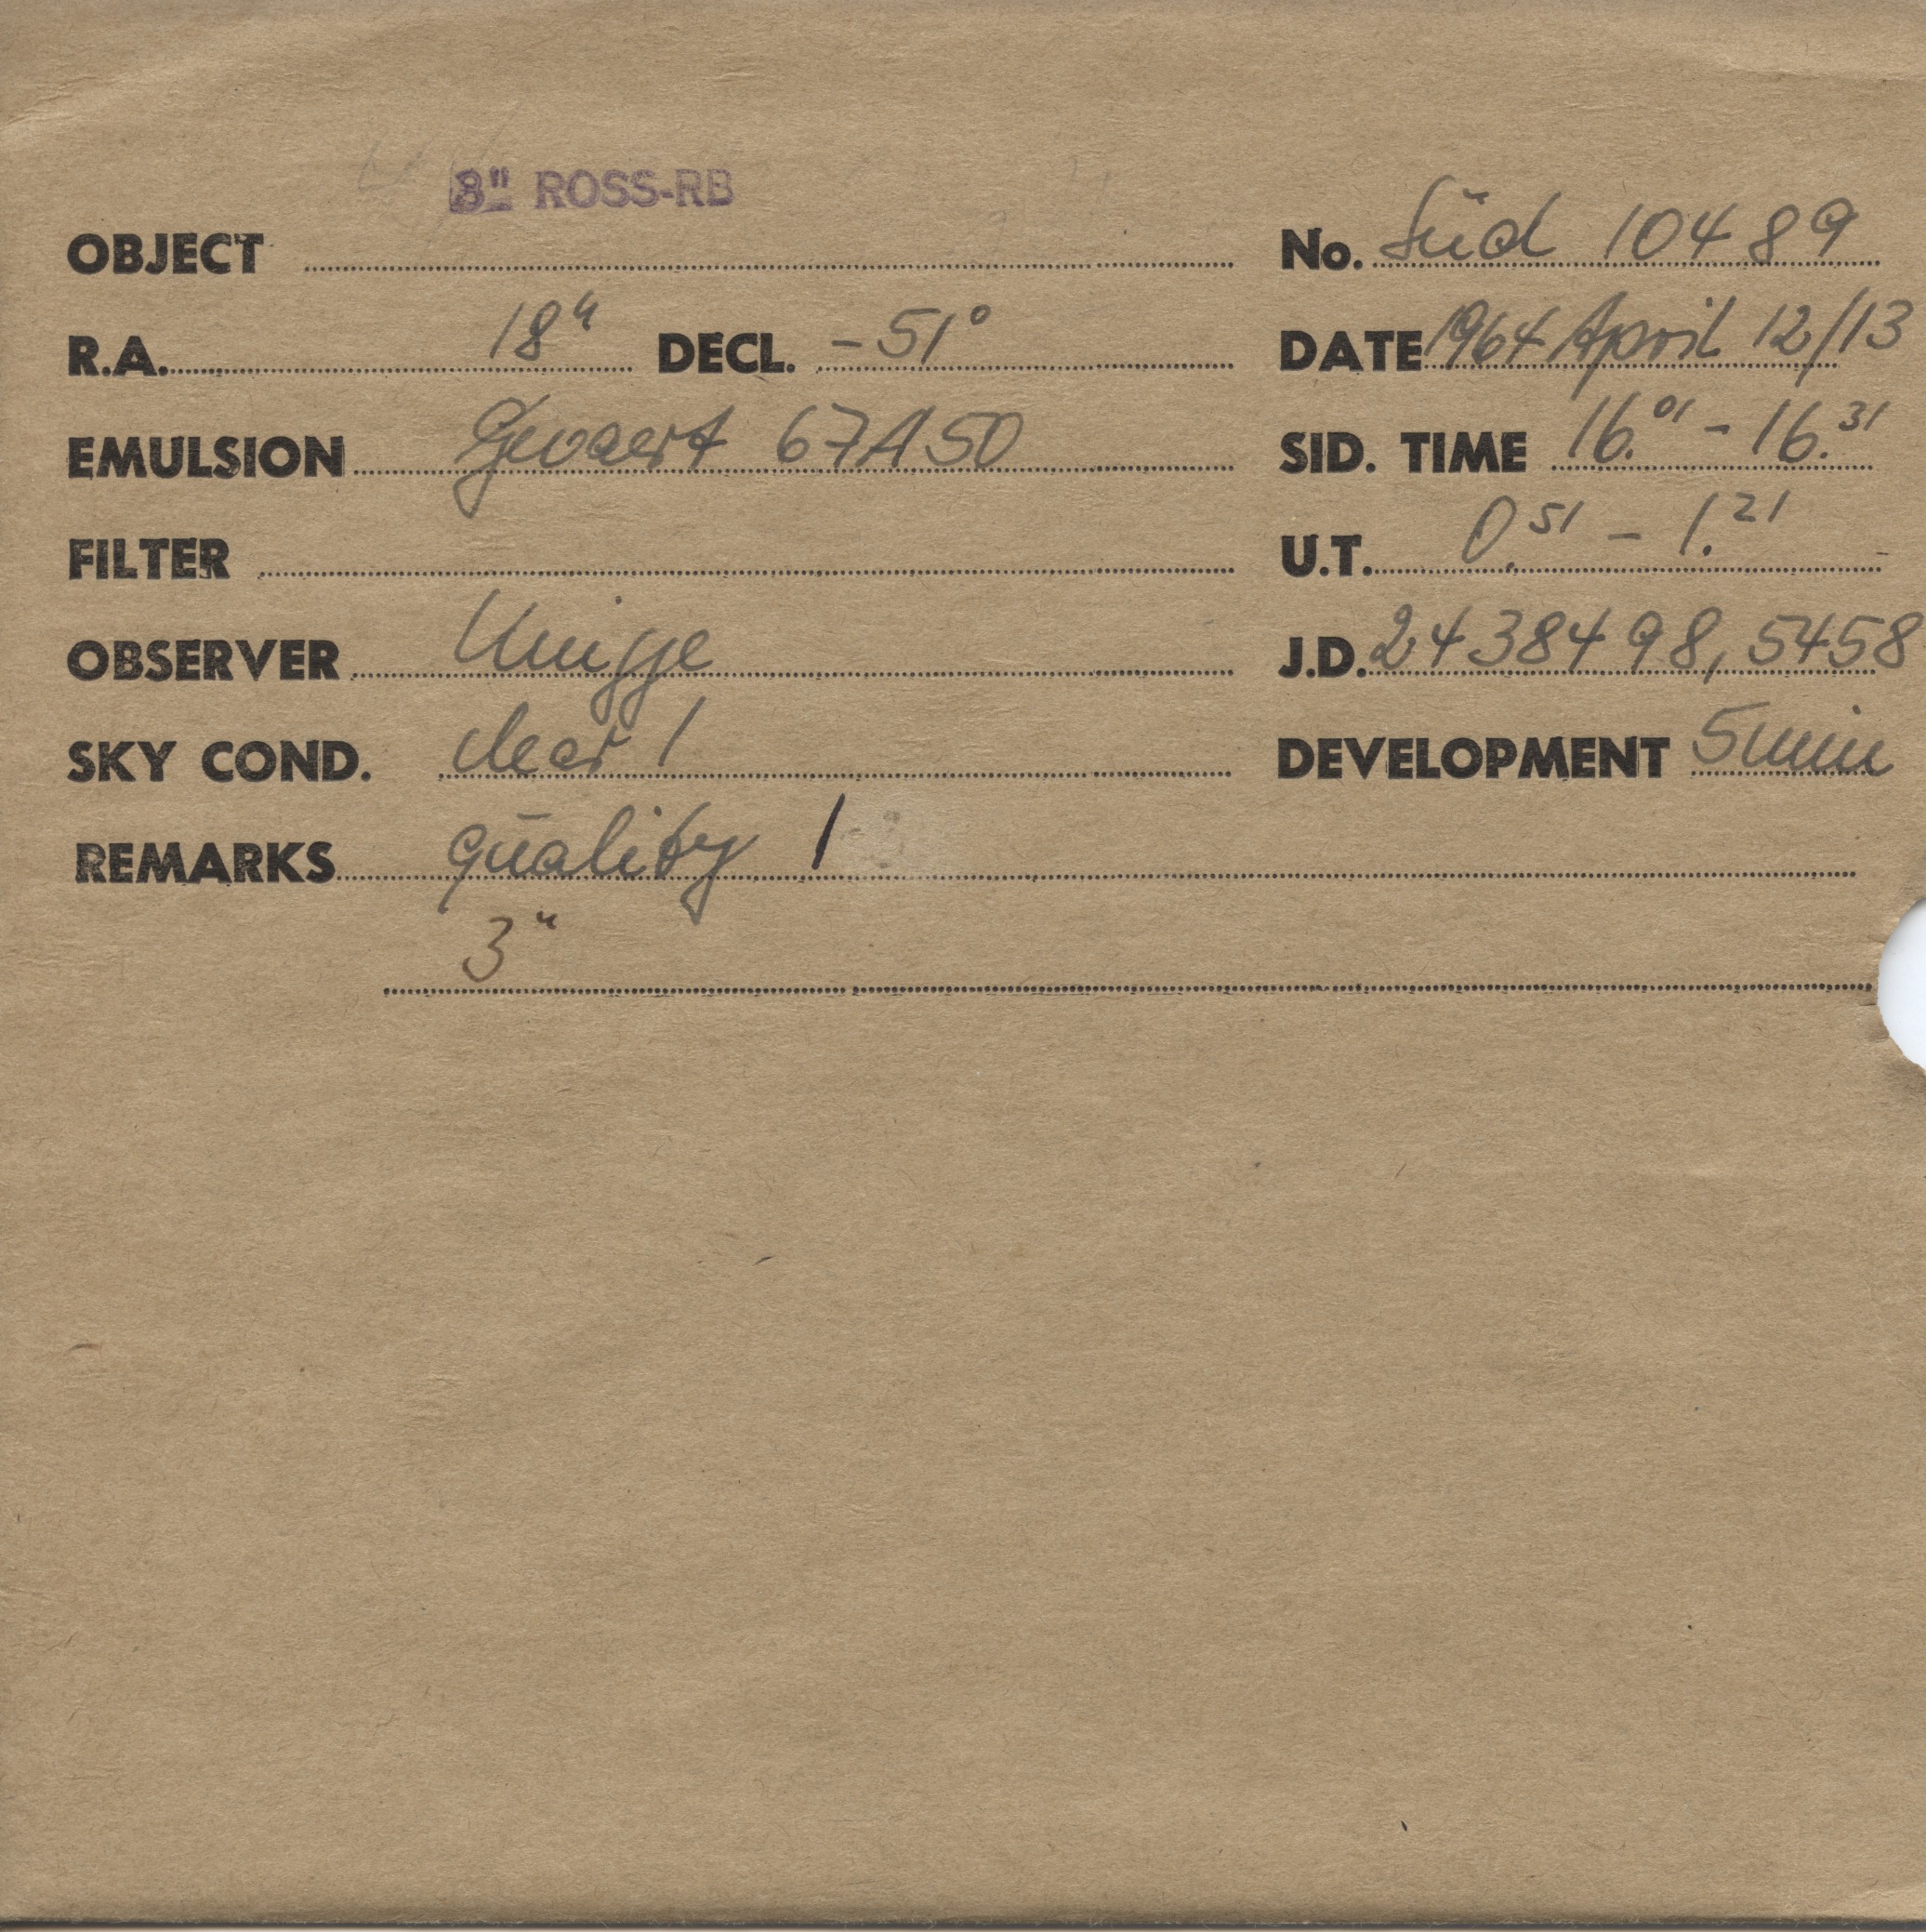 8" ROSS-RB
OBJECT No. Süd 10489
R.A. 18ʰ DECL. -51° DATE 1964 April 12/13
EMULSION Gevaert 67A50 SID. TIME 16.⁰¹ - 16.³¹
FILTER U.T. 0.⁵¹ - 1.²¹
OBSERVER J.D. 2438498,5458
SKY COND. clear 1 DEVELOPMENT 5min
REMARKS quality 1
3"